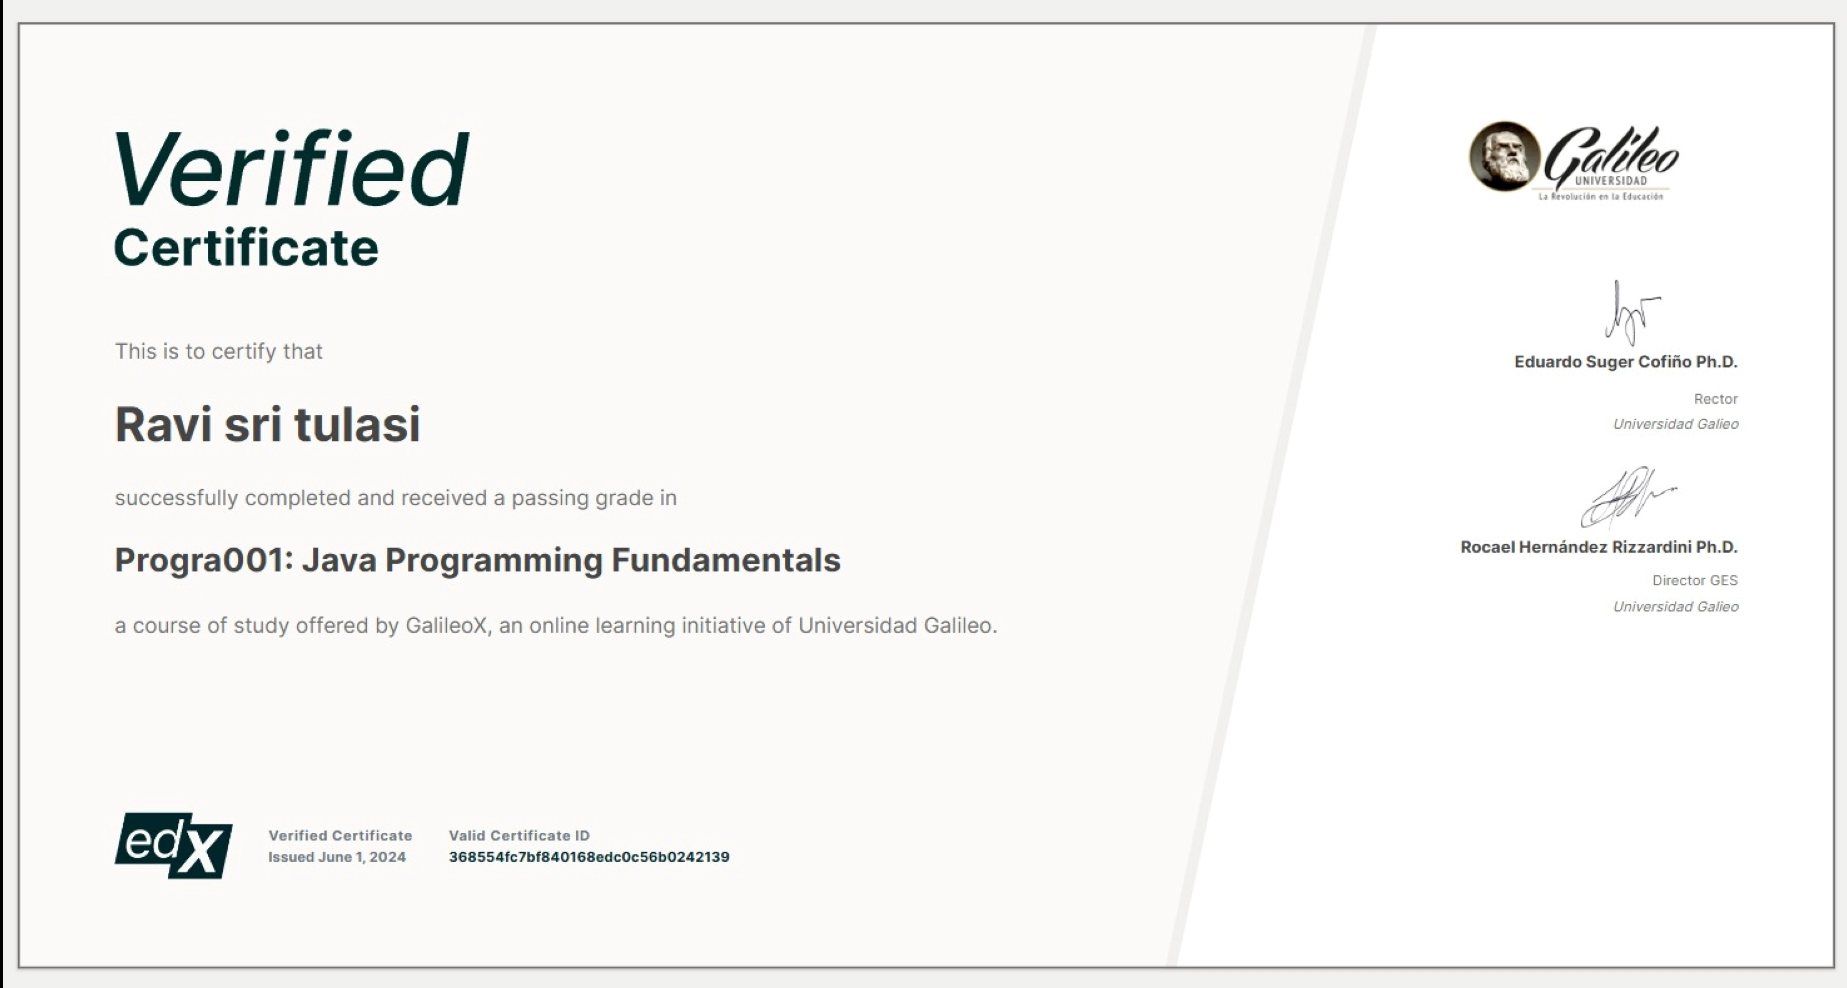 Verified
Certificate
This is to certify that
Ravi sri tulasi
successfully completed and received a passing grade in
Progra001: Java Programming Fundamentals
a course of study offered by GalileoX, an online learning initiative of Universidad Galileo.
edX
Verified Certificate
Issued June 1, 2024
Valid Certificate ID
368554fc7bf840168edc0c56b0242139
Galileo
UNIVERSIDAD
La Revolución en la Educación
Eduardo Suger Cofiño Ph.D.
Rector
Universidad Galieo
Rocael Hernández Rizzardini Ph.D.
Director GES
Universidad Galieo